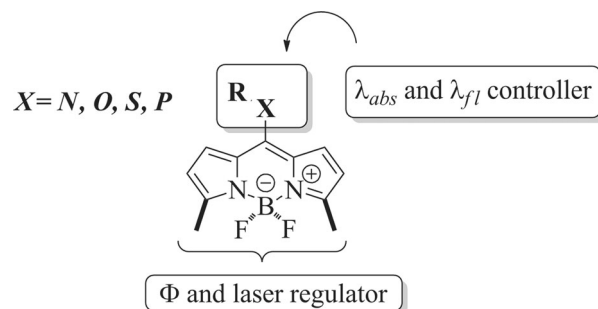 X= N, O, S, P
R
X
λabs and λfl controller
N
⊖
N
⊕
B
F
F
Φ and laser regulator